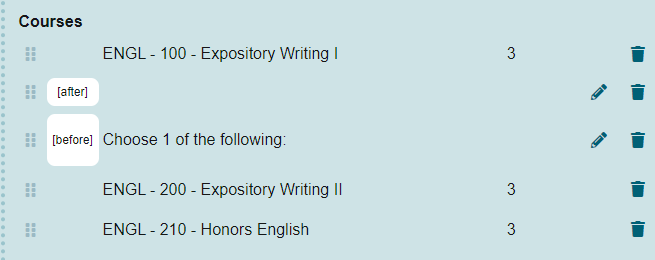 Courses
ENGL - 100 - Expository Writing I 3
[after]
[before] Choose 1 of the following:
ENGL - 200 - Expository Writing II 3
ENGL - 210 - Honors English 3